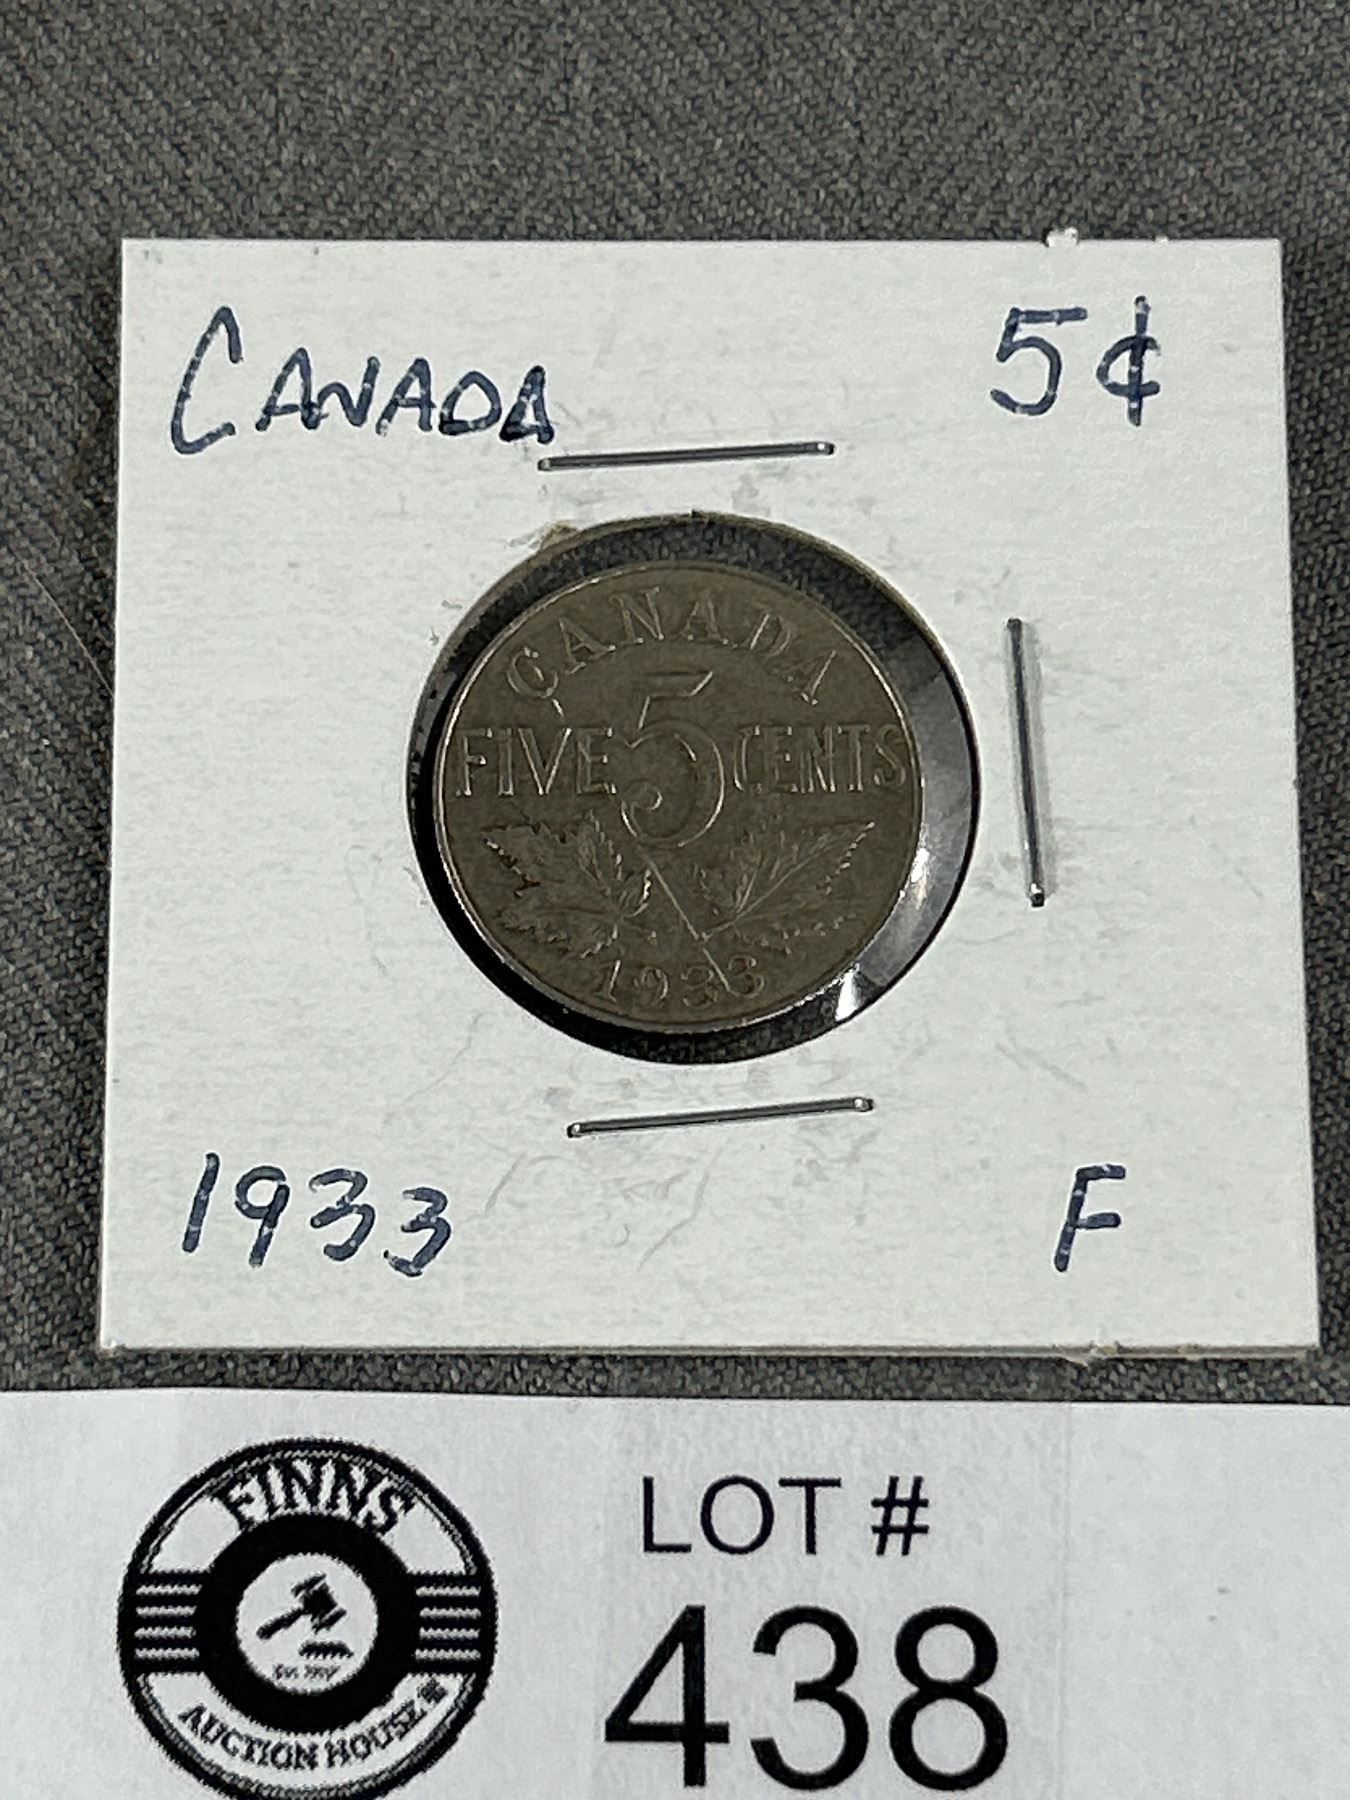 CANADA 5¢
CANADA
FIVE 5 CENTS
1933
1933 F
FINNS
AUCTION HOUSE
LOT #
438